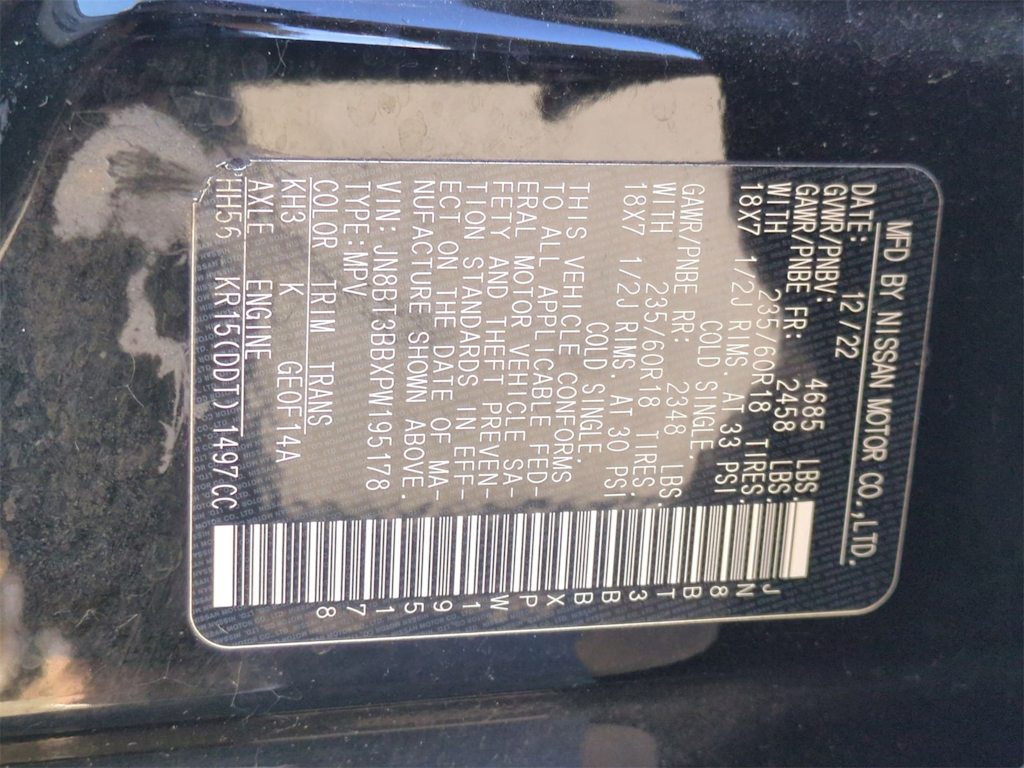 MFD BY NISSAN MOTOR CO.,LTD.
DATE: 12/22
GVWR/PNBV: 4685 LBS.
GAWR/PNBE FR: 2458 LBS.
WITH 235/60R18 TIRES.
18X7 1/2J RIMS. AT 33 PSI
COLD SINGLE.
GAWR/PNBE RR: 2348 LBS.
WITH 235/60R18 TIRES.
18X7 1/2J RIMS. AT 30 PSI
COLD SINGLE.
THIS VEHICLE CONFORMS
TO ALL APPLICABLE FED-
ERAL MOTOR VEHICLE SA-
FETY AND THEFT PREVEN-
TION STANDARDS IN EFF-
ECT ON THE DATE OF MA-
NUFACTURE SHOWN ABOVE.
VIN: JN8BT3BBXPW195178
TYPE:MPV
COLOR TRIM TRANS
KH3 K GE0F14A
AXLE ENGINE
HH56 KR15(DDT)1497CC
JN8BT3BBXPW195178